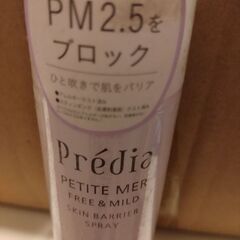 PM2.5を
ブロック
ひと吹きで肌をバリア
Prédia
PETITE MER
FREE & MILD
SKIN BARRIER
SPRAY